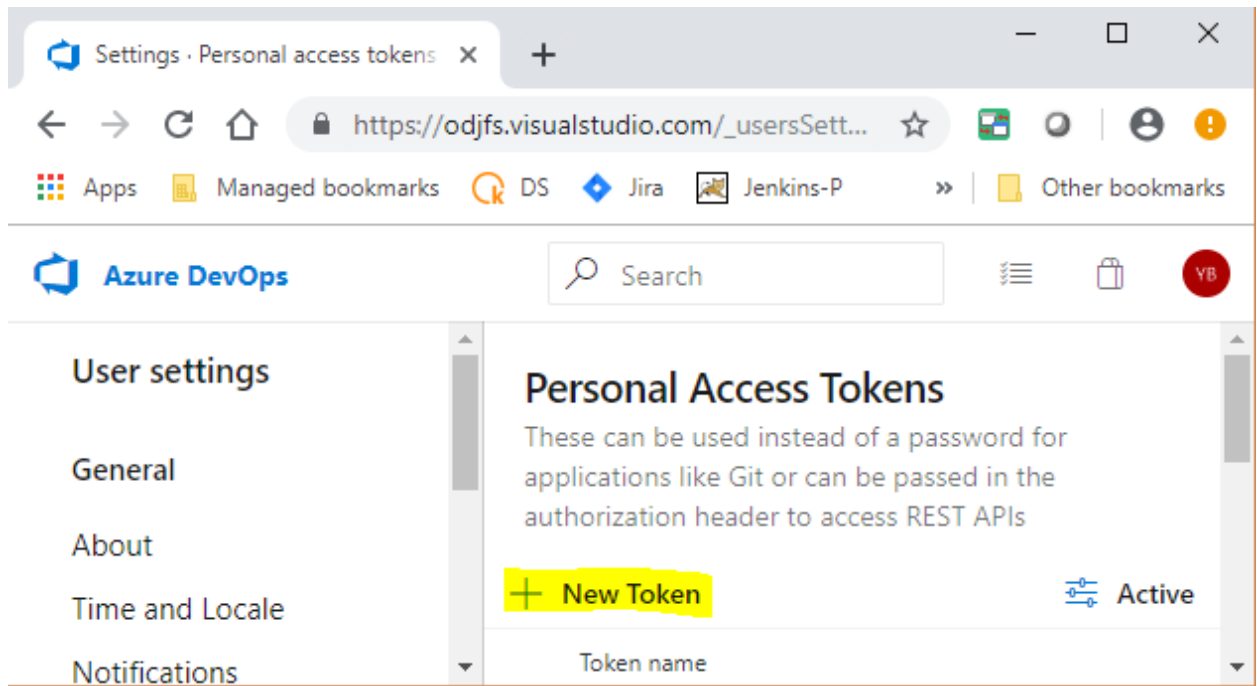 Settings · Personal access tokens
https://odjfs.visualstudio.com/_usersSett...
Apps Managed bookmarks DS Jira Jenkins-P » Other bookmarks
Azure DevOps Search YB
User settings
General
About
Time and Locale
Notifications
Personal Access Tokens
These can be used instead of a password for
applications like Git or can be passed in the
authorization header to access REST APIs
+ New Token Active
Token name